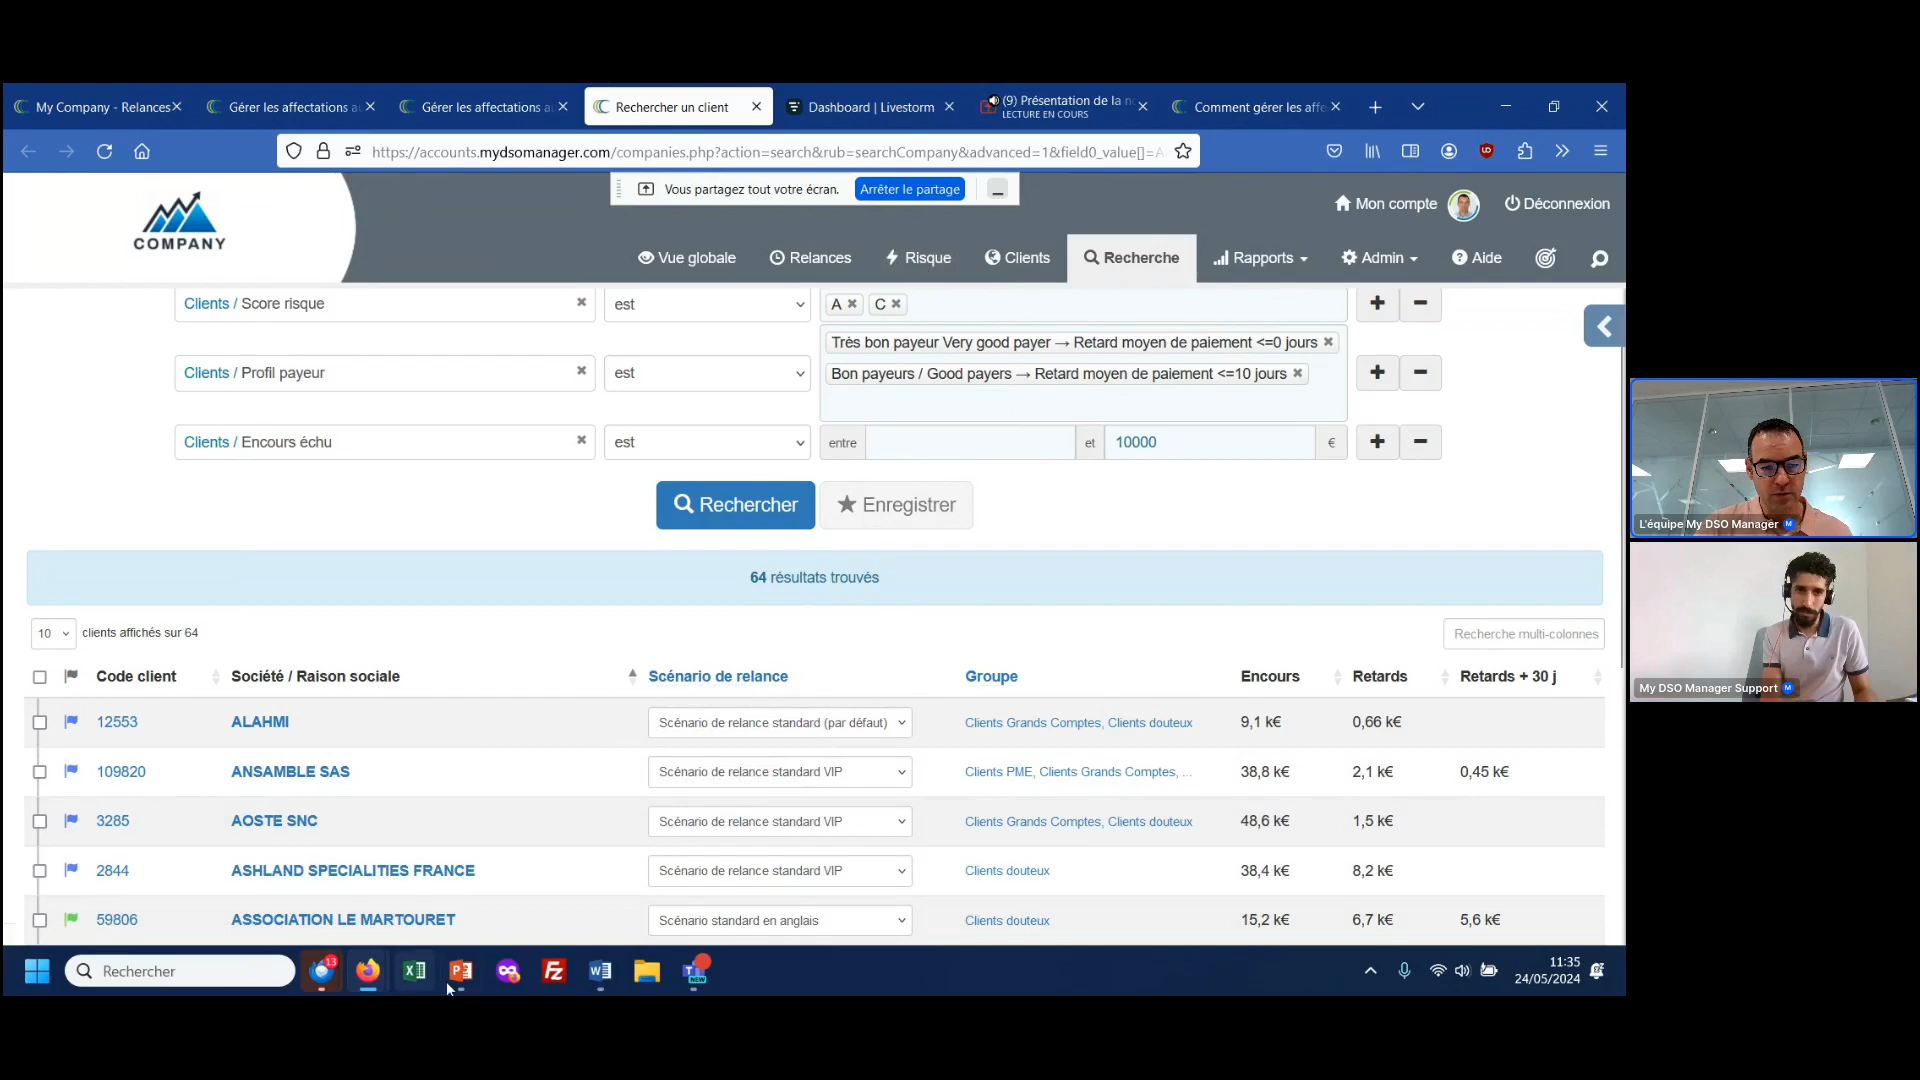 My Company - Relances
Gérer les affectations a
Gérer les affectations a
Rechercher un client
Dashboard | Livestorm
(9) Présentation de la n
LECTURE EN COURS
Comment gérer les affe
https://accounts.mydsomanager.com/companies.php?action=search&rub=searchCompany&advanced=1&field0_value[]=A
Vous partagez tout votre écran.
Arrêter le partage
COMPANY
Mon compte
Déconnexion
Vue globale
Relances
Risque
Clients
Recherche
Rapports
Admin
Aide
Clients / Score risque
est
A
C
Clients / Profil payeur
est
Très bon payeur Very good payer → Retard moyen de paiement <=0 jours
Bon payeurs / Good payers → Retard moyen de paiement <=10 jours
Clients / Encours échu
est
entre
et
10000
€
Rechercher
Enregistrer
64 résultats trouvés
10
clients affichés sur 64
Recherche multi-colonnes
Code client
Société / Raison sociale
Scénario de relance
Groupe
Encours
Retards
Retards + 30 j
12553
ALAHMI
Scénario de relance standard (par défaut)
Clients Grands Comptes, Clients douteux
9,1 k€
0,66 k€
109820
ANSAMBLE SAS
Scénario de relance standard VIP
Clients PME, Clients Grands Comptes, ...
38,8 k€
2,1 k€
0,45 k€
3285
AOSTE SNC
Scénario de relance standard VIP
Clients Grands Comptes, Clients douteux
48,6 k€
1,5 k€
2844
ASHLAND SPECIALITIES FRANCE
Scénario de relance standard VIP
Clients douteux
38,4 k€
8,2 k€
59806
ASSOCIATION LE MARTOURET
Scénario standard en anglais
Clients douteux
15,2 k€
6,7 k€
5,6 k€
Rechercher
13
NEW
11:35
24/05/2024
L'équipe My DSO Manager
My DSO Manager Support